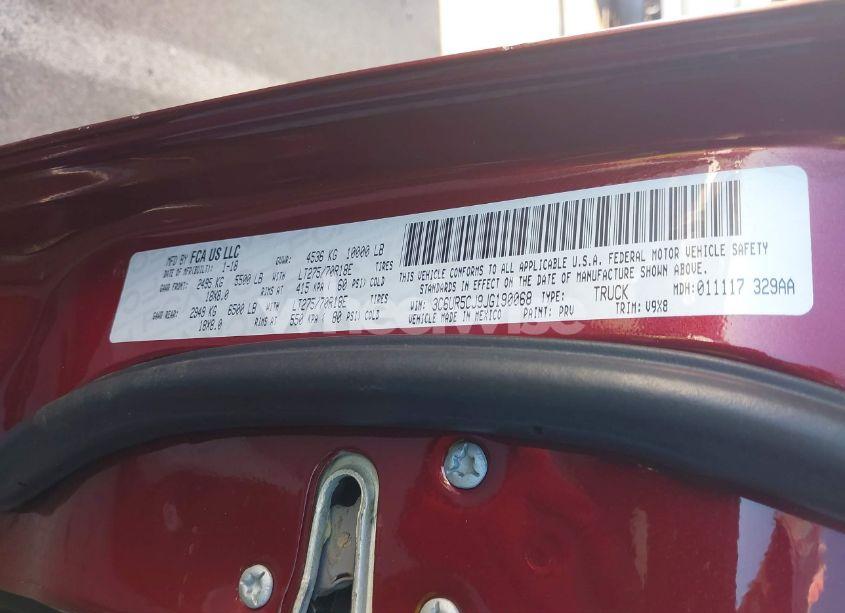 MFD BY FCA US LLC
DATE OF MFR(BUILT): 1-18 GVWR: 4536 KG 10000 LB
GAWR FRONT: 2495 KG 5500 LB WITH LT275/70R18E TIRES
18X8.0 RIMS AT 415 KPA ( 60 PSI) COLD
GAWR REAR: 2949 KG 6500 LB WITH LT275/70R18E TIRES
18X8.0 RIMS AT 550 KPA ( 80 PSI) COLD
THIS VEHICLE CONFORMS TO ALL APPLICABLE U.S.A. FEDERAL MOTOR VEHICLE SAFETY
STANDARDS IN EFFECT ON THE DATE OF MANUFACTURE SHOWN ABOVE.
VIN: 3C6UR5CJ9JG190068 TYPE: TRUCK MDH: 011117 329AA
VEHICLE MADE IN MEXICO PAINT: PRV TRIM: V9X8